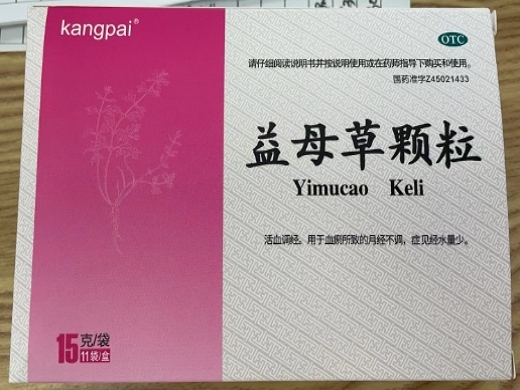 kangpai®
OTC
请仔细阅读说明书并按说明使用或在药师指导下购买和使用。
国药准字Z45021433
益母草颗粒
Yimucao Keli
活血调经。用于血瘀所致的月经不调，症见经水量少。
15克/袋
11袋/盒